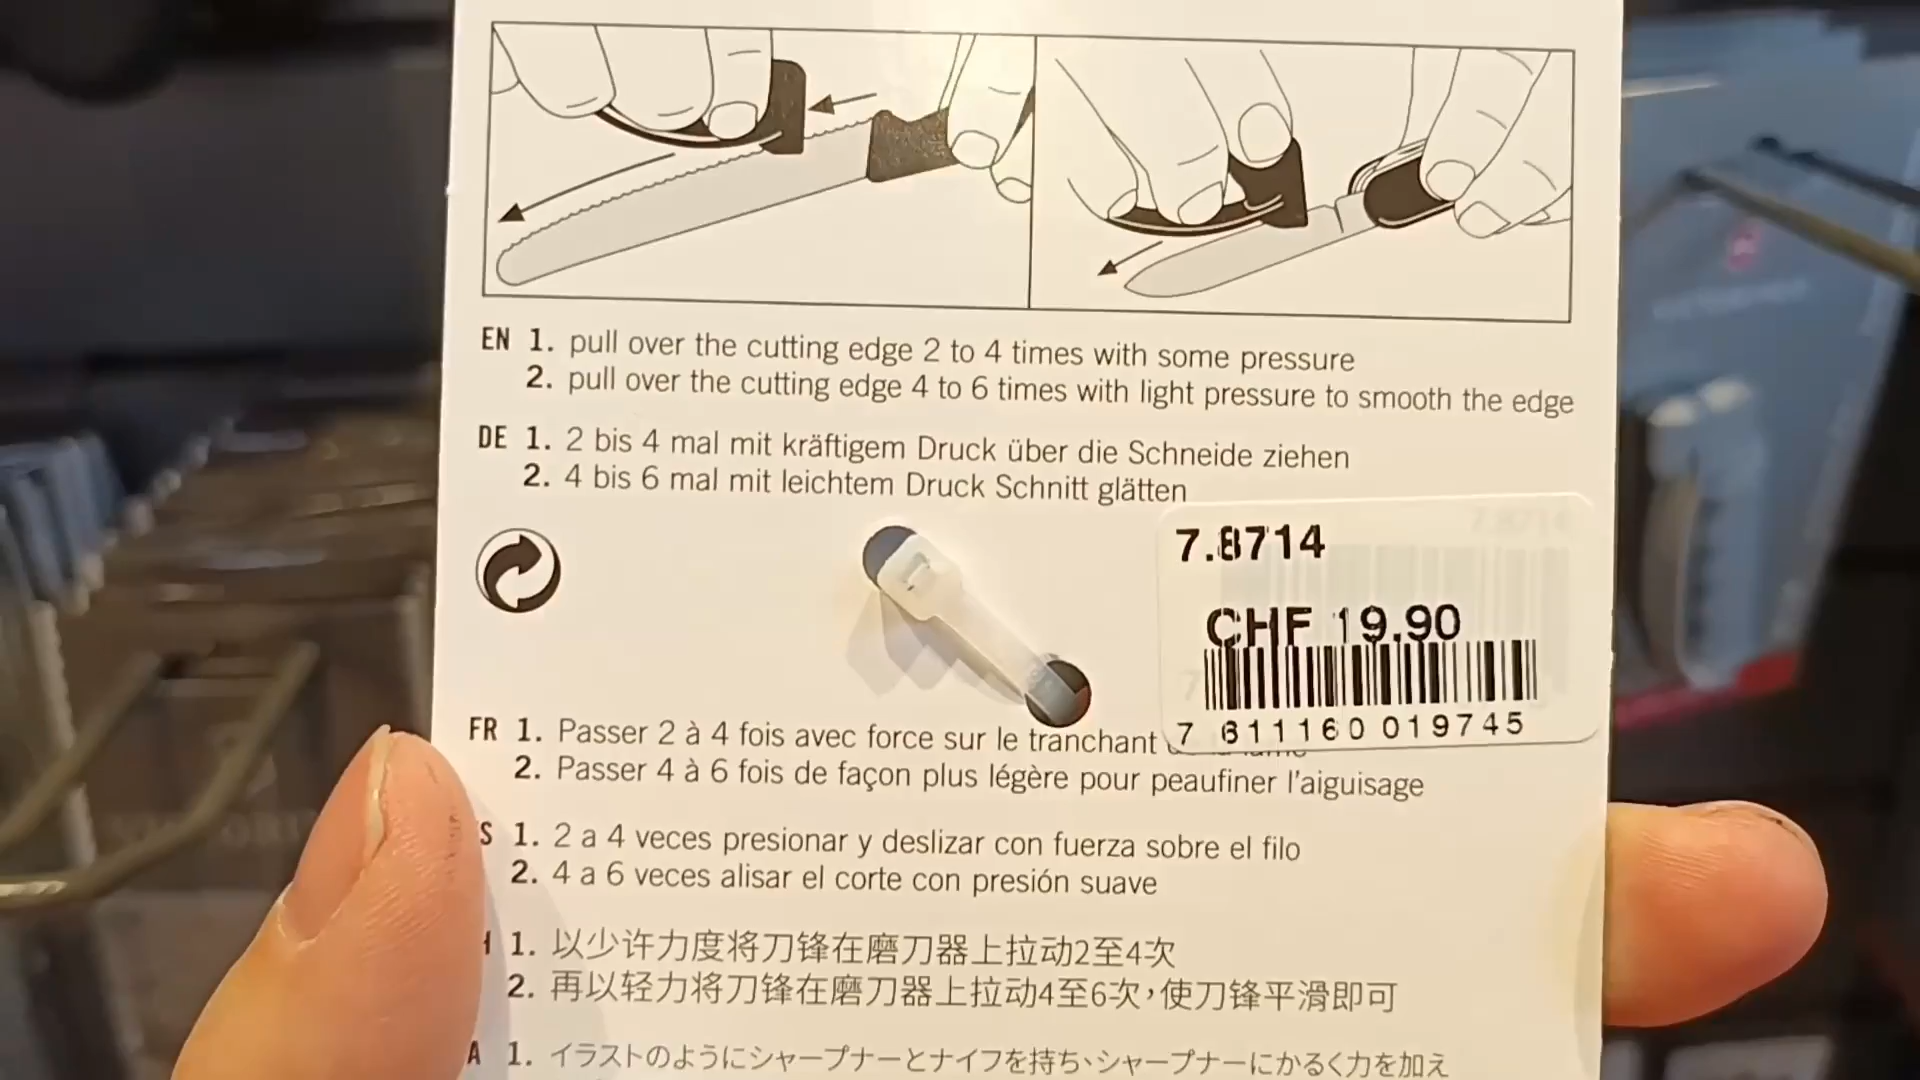 EN 1. pull over the cutting edge 2 to 4 times with some pressure
2. pull over the cutting edge 4 to 6 times with light pressure to smooth the edge
DE 1. 2 bis 4 mal mit kräftigem Druck über die Schneide ziehen
2. 4 bis 6 mal mit leichtem Druck Schnitt glätten
7.8714
CHF 19.90
7 611160 019745
FR 1. Passer 2 à 4 fois avec force sur le tranchant
2. Passer 4 à 6 fois de façon plus légère pour peaufiner l'aiguisage
S 1. 2 a 4 veces presionar y deslizar con fuerza sobre el filo
2. 4 a 6 veces alisar el corte con presión suave
1. 以少许力度将刀锋在磨刀器上拉动2至4次
2. 再以轻力将刀锋在磨刀器上拉动4至6次，使刀锋平滑即可
A 1. イラストのようにシャープナーとナイフを持ち、シャープナーにかるく力を加え